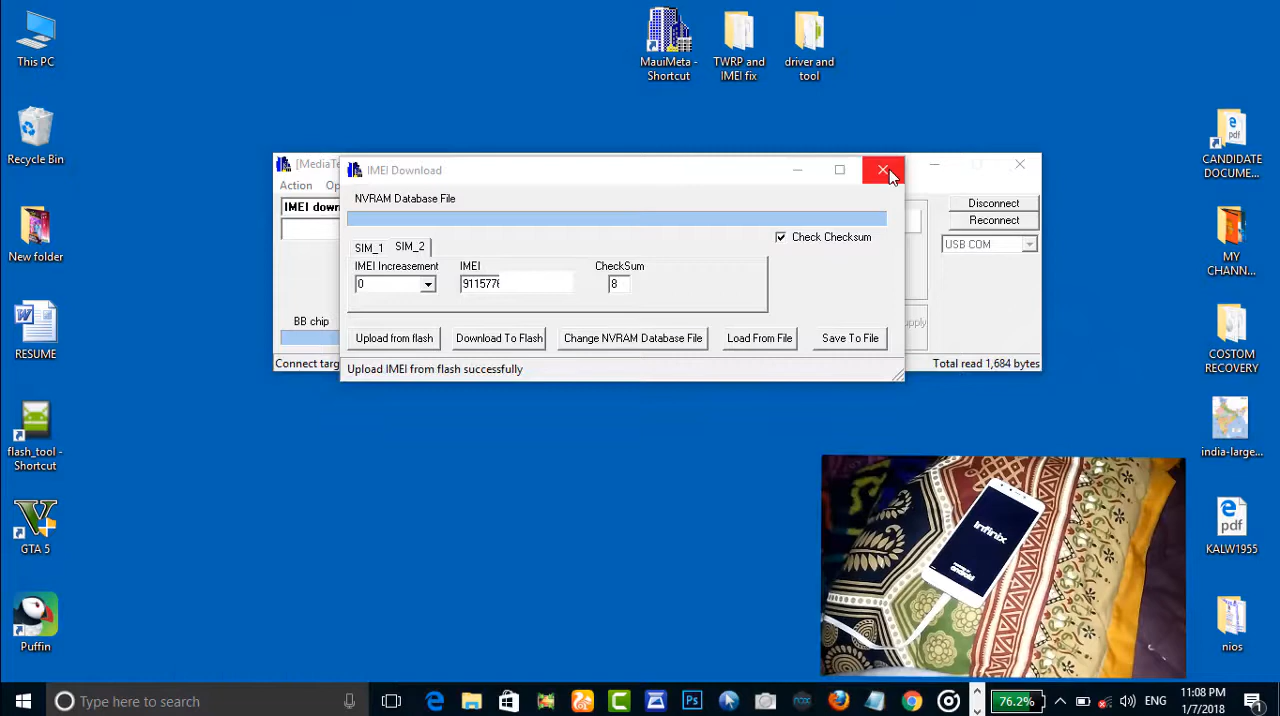 This PC
Recycle Bin
New folder
RESUME
flash_tool -
Shortcut
GTA 5
Puffin
MauiMeta -
Shortcut
TWRP and
IMEI fix
driver and
tool
CANDIDATE
DOCUME...
MY
CHANN...
COSTOM
RECOVERY
india-large...
KALW1955
nios
[MediaTe
Action
Op
IMEI down
BB chip
Connect targ
Disconnect
Reconnect
USB COM
upply
Total read 1,684 bytes
IMEI Download
NVRAM Database File
Check Checksum
SIM_1
SIM_2
IMEI Increasement
IMEI
CheckSum
0
911577
8
Upload from flash
Download To Flash
Change NVRAM Database File
Load From File
Save To File
Upload IMEI from flash successfully
Infinix
android
Type here to search
76.2%
ENG
11:08 PM
1/7/2018